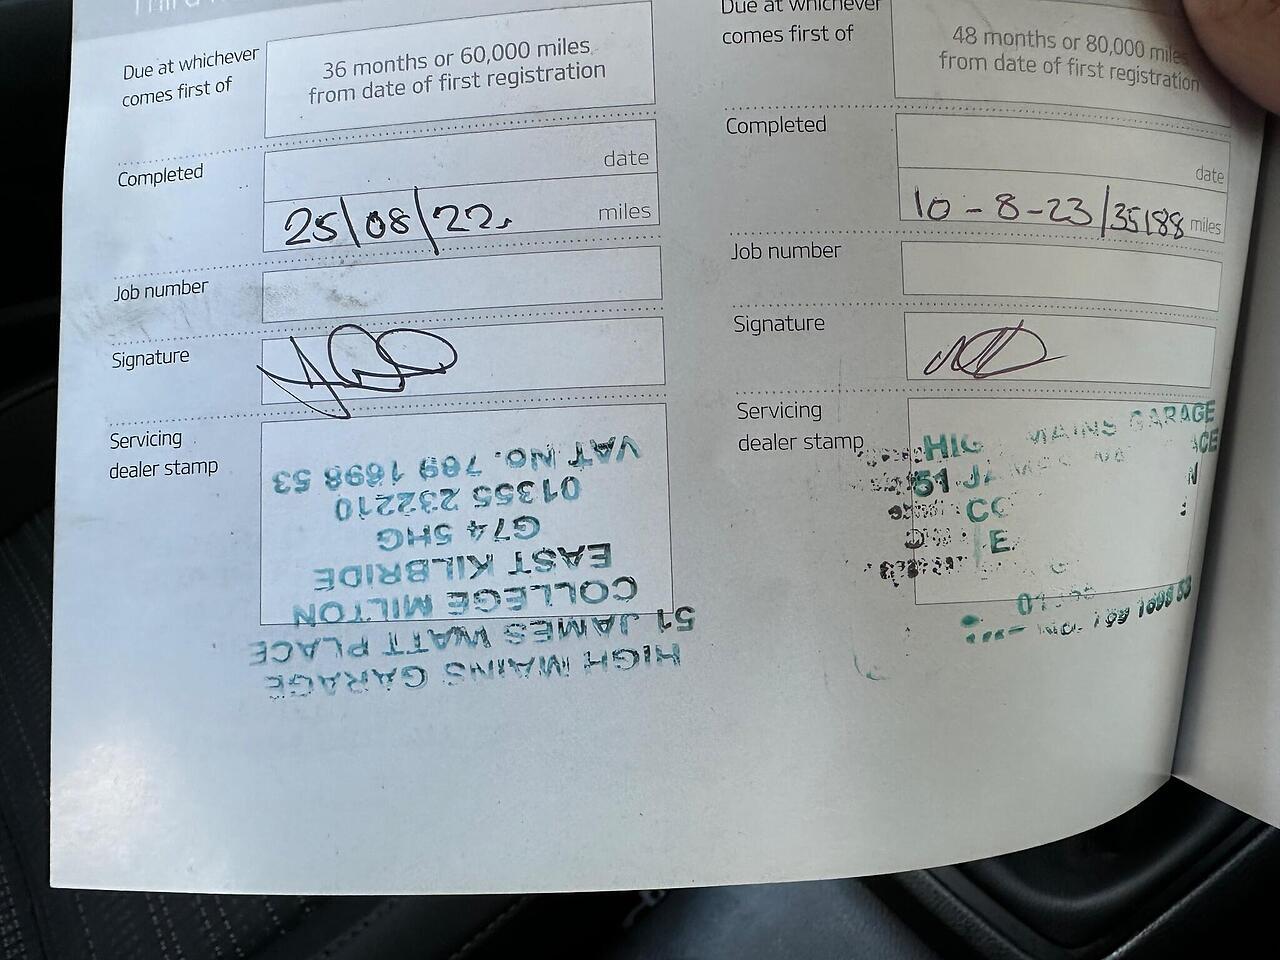 Due at whichever
comes first of
36 months or 60,000 miles
from date of first registration
Completed
date
25/08/22.
miles
Job number
Signature
Servicing
dealer stamp
HIGH MAINS GARAGE
51 JAMES WATT PLACE
COLLEGE MILTON
EAST KILBRIDE
G74 5HG
01355 232210
VAT No. 789 1698 53
Due at whichever
comes first of
48 months or 80,000 miles
from date of first registration
Completed
date
10-8-23/35188
miles
Job number
Signature
Servicing
dealer stamp
MAINS GARAGE
51